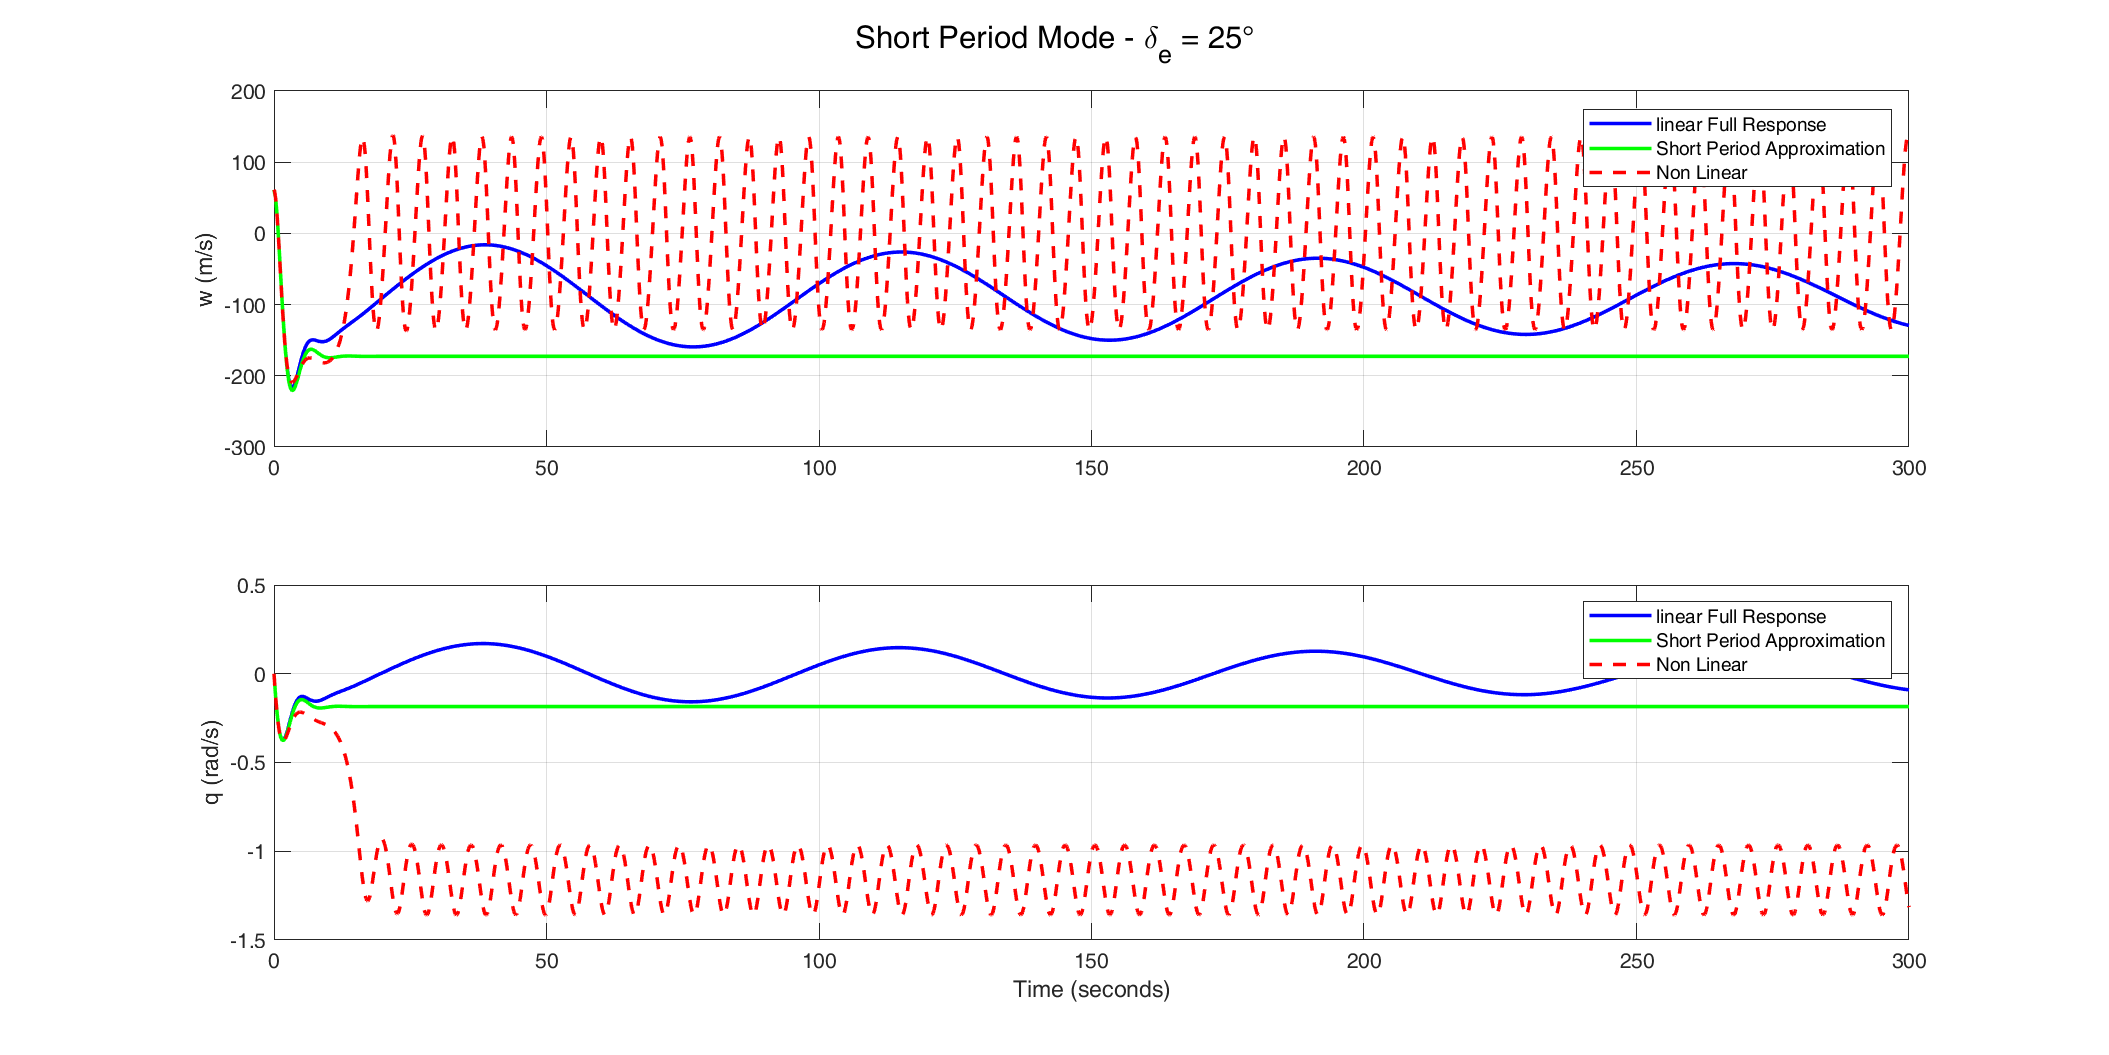 Short Period Mode - δe = 25°
200
100
0
-100
-200
-300
w (m/s)
linear Full Response
Short Period Approximation
Non Linear
0 50 100 150 200 250 300
0.5
0
-0.5
-1
-1.5
q (rad/s)
linear Full Response
Short Period Approximation
Non Linear
0 50 100 150 200 250 300
Time (seconds)